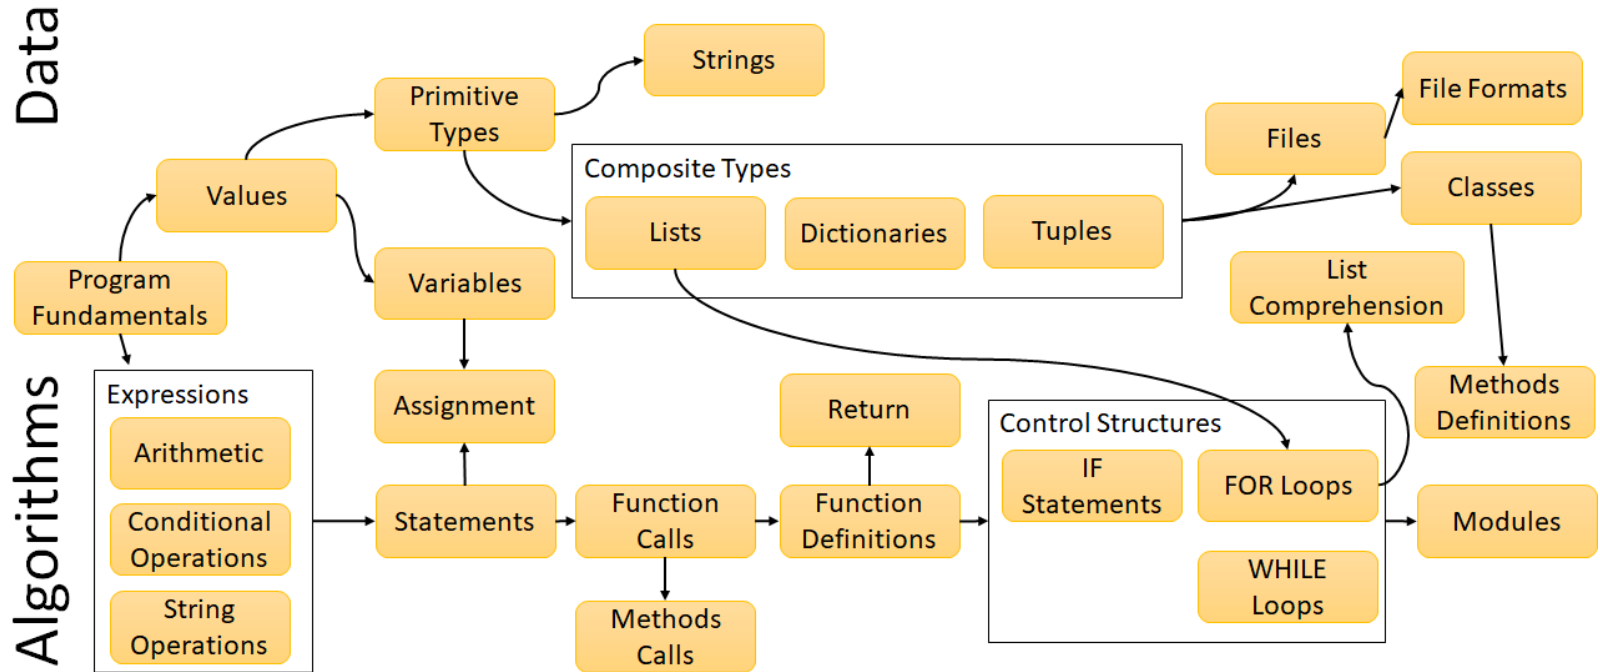 Data
Strings
Primitive
Types
File Formats
Files
Composite Types
Values
Lists
Dictionaries
Tuples
Classes
Program
Fundamentals
Variables
List
Comprehension
Algorithms
Expressions
Arithmetic
Conditional
Operations
String
Operations
Assignment
Statements
Function
Calls
Methods
Calls
Return
Function
Definitions
Control Structures
IF
Statements
FOR Loops
WHILE
Loops
Methods
Definitions
Modules